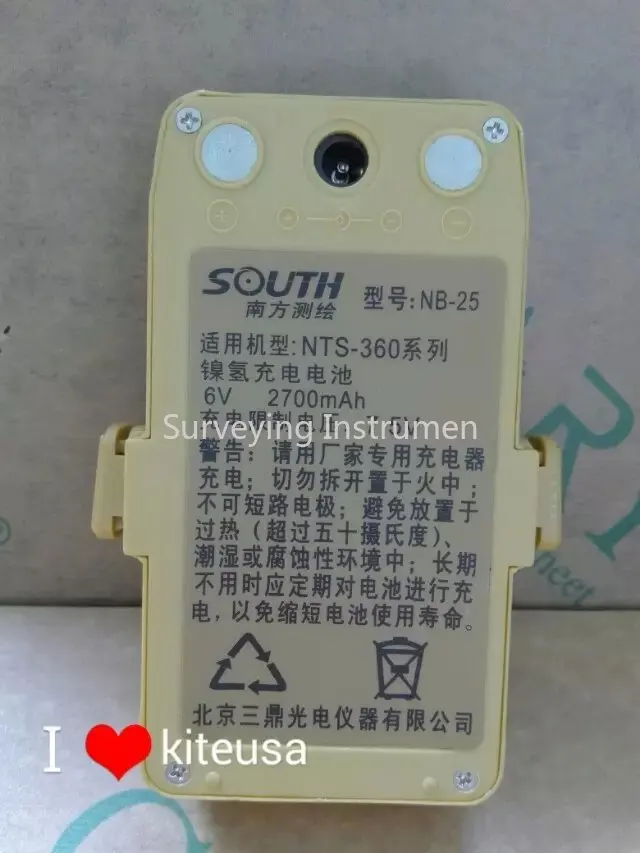 SOUTH
南方测绘 型号:NB-25
适用机型:NTS-360系列
镍氢充电电池
6V 2700mAh
充电限制电压
Surveying Instrumen
警告:请用厂家专用充电器
充电;切勿拆开置于火中;
不可短路电极;避免放置于
过热(超过五十摄氏度)、
潮湿或腐蚀性环境中;长期
不用时应定期对电池进行充
电,以免缩短电池使用寿命。
北京三鼎光电仪器有限公司
I ❤ kiteusa